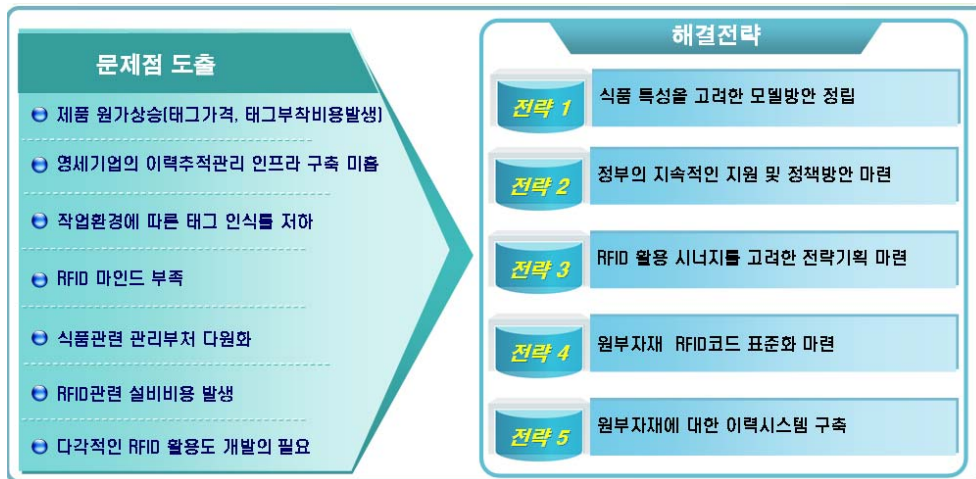 문제점 도출
제품 원가상승(태그가격, 태그부착비용발생)
영세기업의 이력추적관리 인프라 구축 미흡
작업환경에 따른 태그 인식률 저하
RFID 마인드 부족
식품관련 관리부처 다원화
RFID관련 설비비용 발생
다각적인 RFID 활용도 개발의 필요
해결전략
전략 1
식품 특성을 고려한 모델방안 정립
전략 2
정부의 지속적인 지원 및 정책방안 마련
전략 3
RFID 활용 시너지를 고려한 전략기획 마련
전략 4
원부자재 RFID코드 표준화 마련
전략 5
원부자재에 대한 이력시스템 구축